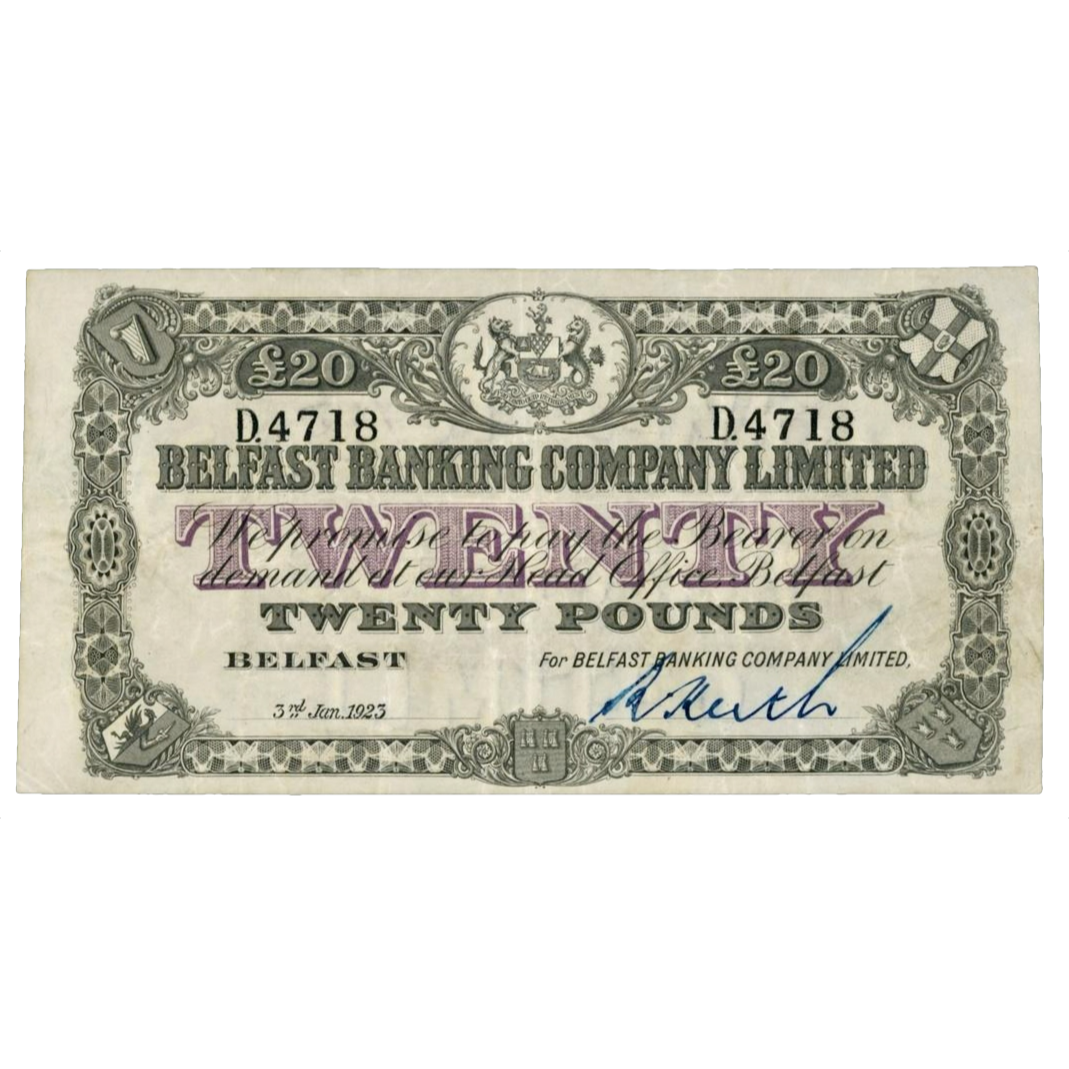 £20 £20
D.4718 D.4718
BELFAST BANKING COMPANY LIMITED
TWENTY
We promise to pay the Bearer on
demand at our Head Office, Belfast
TWENTY POUNDS
BELFAST For BELFAST BANKING COMPANY LIMITED,
3rd Jan. 1923